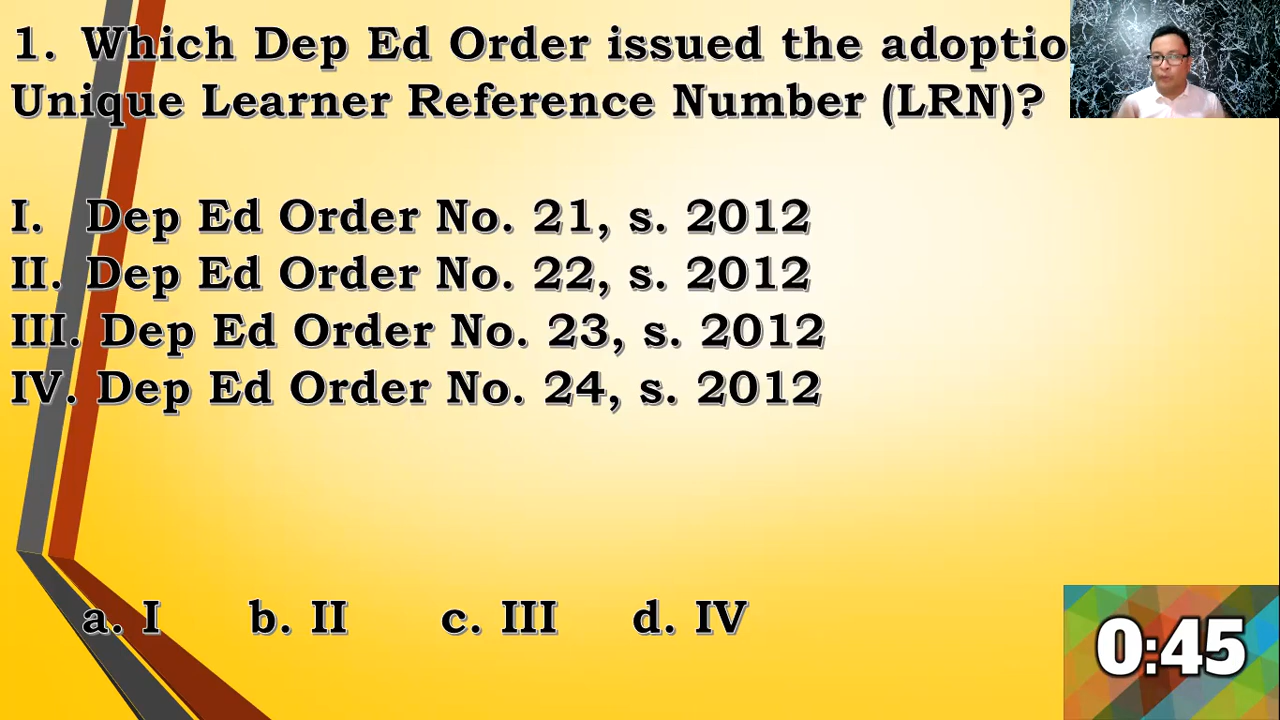 1. Which Dep Ed Order issued the adoptio
Unique Learner Reference Number (LRN)?
I. Dep Ed Order No. 21, s. 2012
II. Dep Ed Order No. 22, s. 2012
III. Dep Ed Order No. 23, s. 2012
IV. Dep Ed Order No. 24, s. 2012
a. I b. II c. III d. IV
0:45